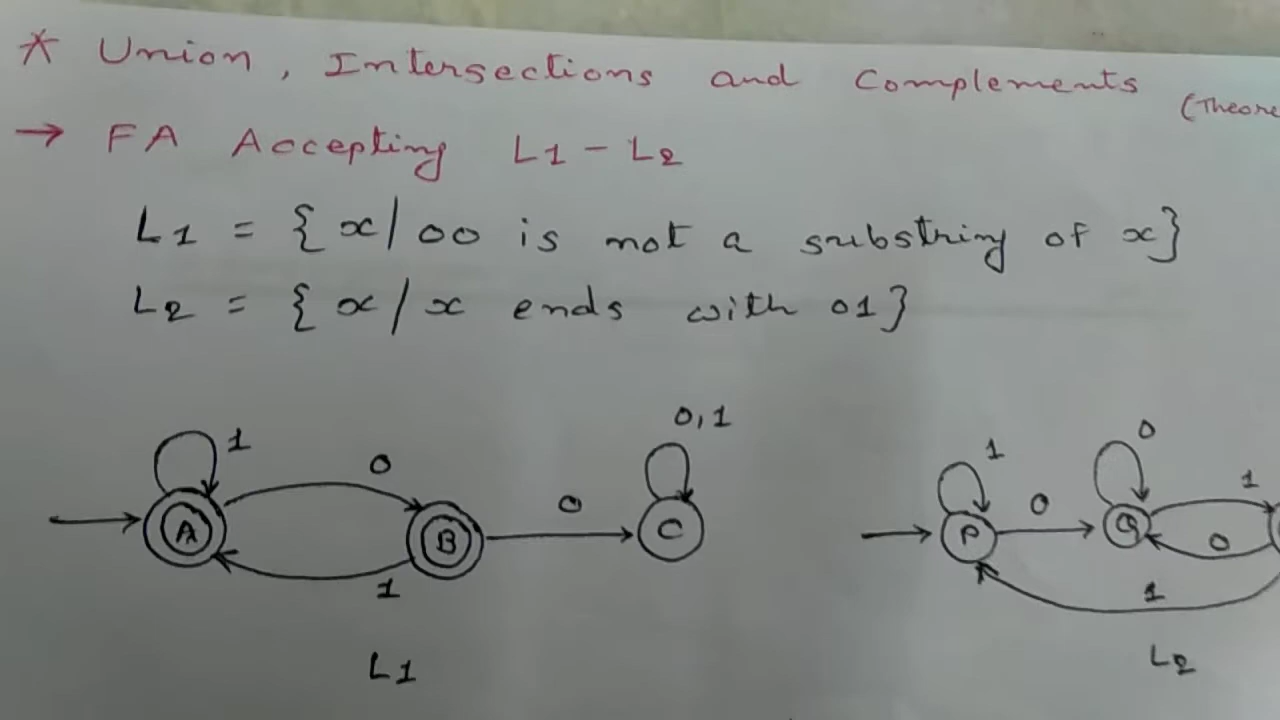 * Union, Intersections and Complements
→ FA Accepting L1 - L2
L1 = {x/00 is not a substring of x}
L2 = {x/x ends with 01}
1 0 0 0,1
A B C
1
L1
1 0 0 1
P Q 0
1
L2